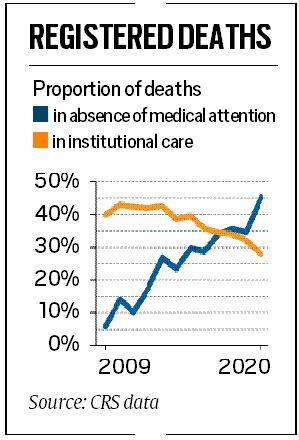 REGISTERED DEATHS
Proportion of deaths
in absence of medical attention
in institutional care
50%
40%
30%
20%
10%
0%
2009 2020
Source: CRS data